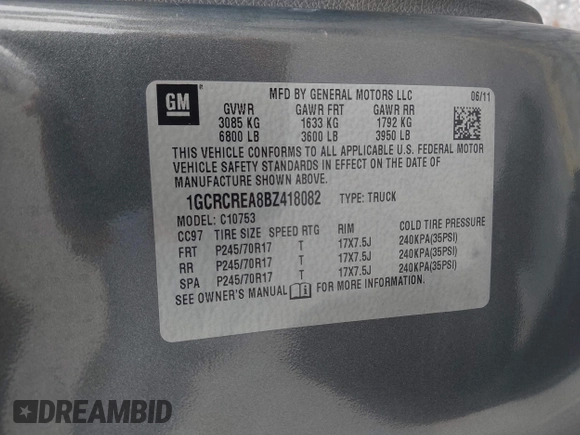 GM
MFD BY GENERAL MOTORS LLC
06/11
GVWR GAWR FRT GAWR RR
3085 KG 1633 KG 1792 KG
6800 LB 3600 LB 3950 LB
THIS VEHICLE CONFORMS TO ALL APPLICABLE U.S. FEDERAL MOTOR
VEHICLE SAFETY STANDARDS IN EFFECT ON THE DATE OF
MANUFACTURE SHOWN ABOVE.
1GCRCREA8BZ418082 TYPE: TRUCK
MODEL: C10753
CC97 TIRE SIZE SPEED RTG RIM COLD TIRE PRESSURE
FRT P245/70R17 T 17X7.5J 240KPA(35PSI)
RR P245/70R17 T 17X7.5J 240KPA(35PSI)
SPA P245/70R17 T 17X7.5J 240KPA(35PSI)
SEE OWNER'S MANUAL FOR MORE INFORMATION.
DREAMBID